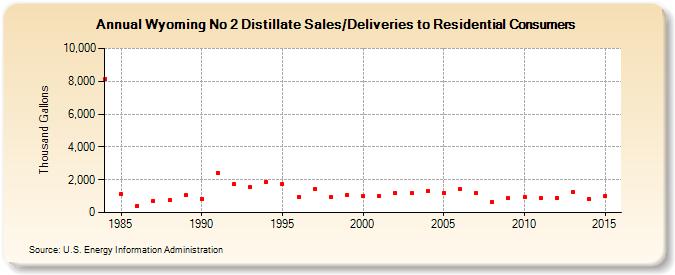 Annual Wyoming No 2 Distillate Sales/Deliveries to Residential Consumers
Thousand Gallons
10,000
8,000
6,000
4,000
2,000
0
1985 1990 1995 2000 2005 2010 2015
Source: U.S. Energy Information Administration